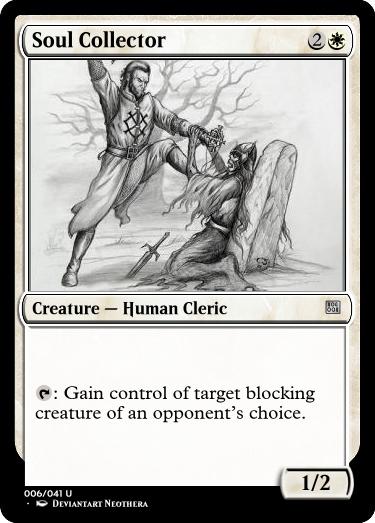 Soul Collector
2
Creature — Human Cleric
: Gain control of target blocking
creature of an opponent's choice.
1/2
006/041 U
· Deviantart Neothera